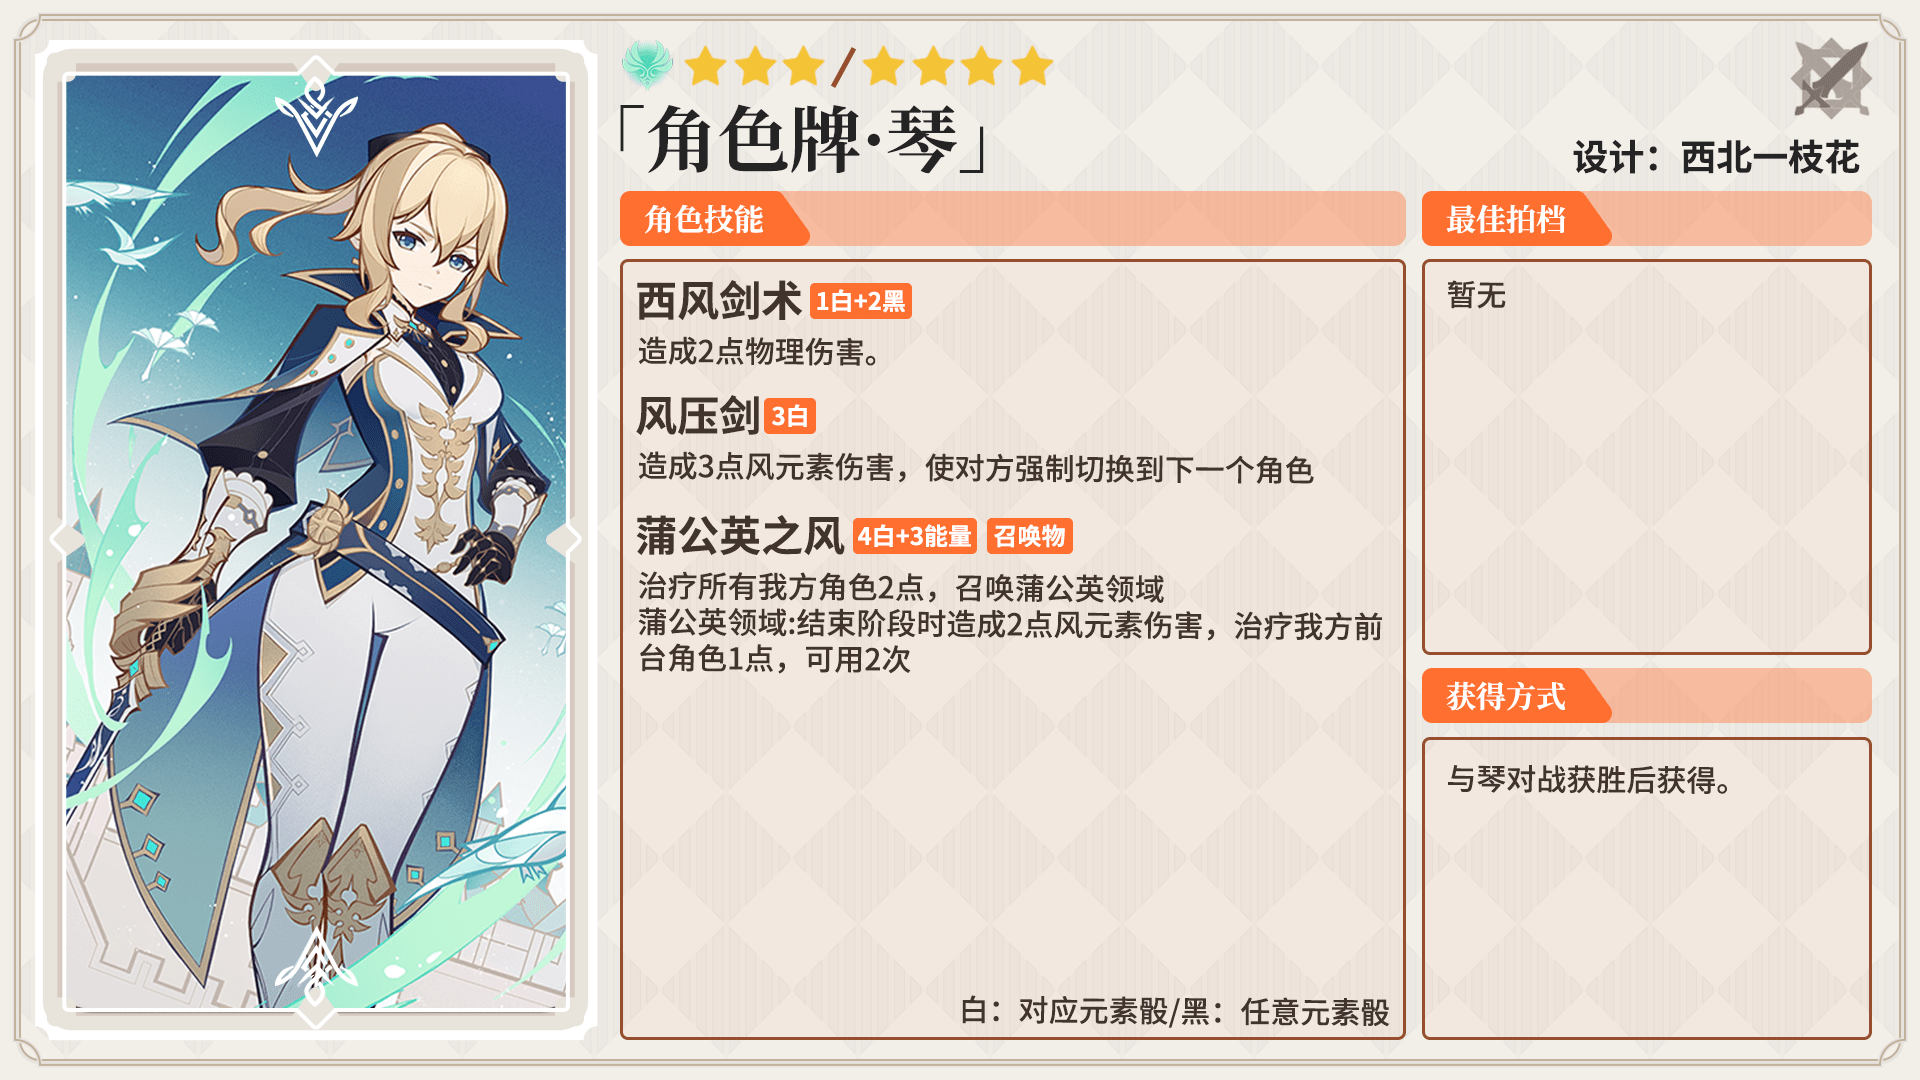 「角色牌·琴」
设计：西北一枝花
角色技能
西风剑术 1白+2黑
造成2点物理伤害。
风压剑 3白
造成3点风元素伤害，使对方强制切换到下一个角色
蒲公英之风 4白+3能量 召唤物
治疗所有我方角色2点，召唤蒲公英领域
蒲公英领域:结束阶段时造成2点风元素伤害，治疗我方前
台角色1点，可用2次
白：对应元素骰/黑：任意元素骰
最佳拍档
暂无
获得方式
与琴对战获胜后获得。